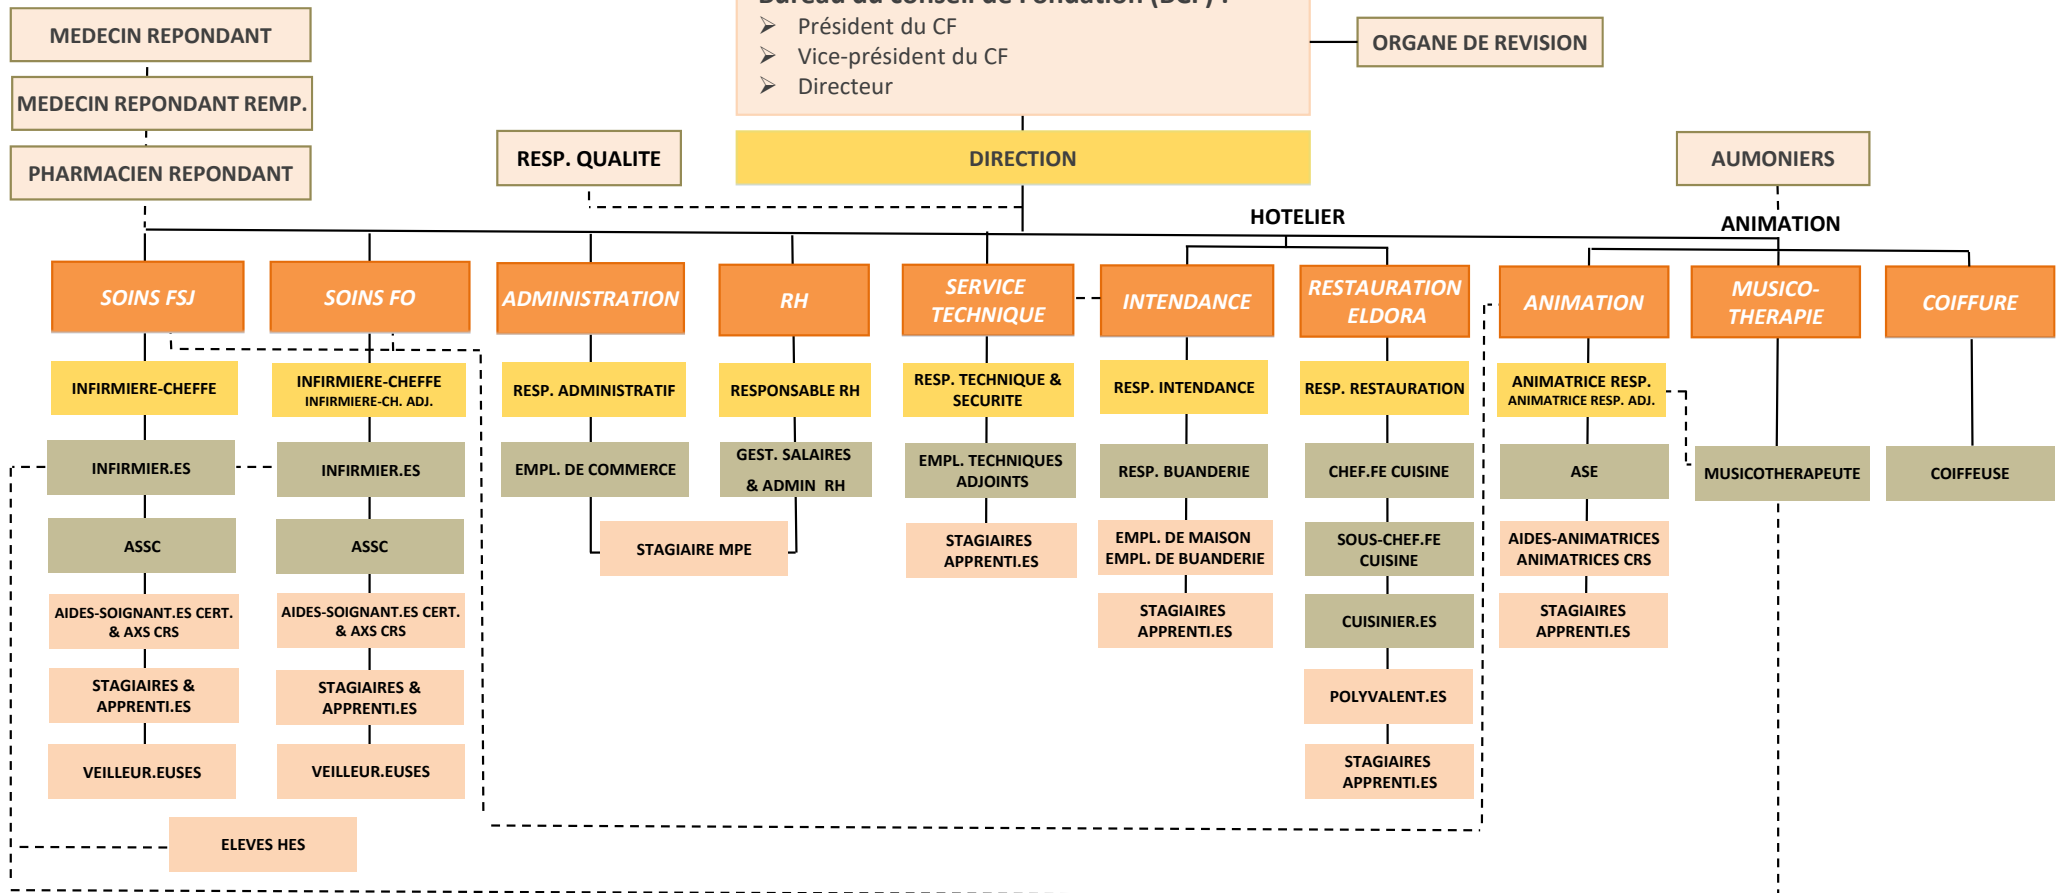 Bureau du Conseil de Fondation (BCF) :
Président du CF
Vice-président du CF
Directeur
ORGANE DE REVISION
MEDECIN REPONDANT
MEDECIN REPONDANT REMP.
PHARMACIEN REPONDANT
RESP. QUALITE
DIRECTION
AUMONIERS
HOTELIER
ANIMATION
SOINS FSJ
SOINS FO
ADMINISTRATION
RH
SERVICE
TECHNIQUE
INTENDANCE
RESTAURATION
ELDORA
ANIMATION
MUSICO-
THERAPIE
COIFFURE
INFIRMIERE-CHEFFE
INFIRMIERE-CHEFFE
INFIRMIERE-CH. ADJ.
RESP. ADMINISTRATIF
RESPONSABLE RH
RESP. TECHNIQUE &
SECURITE
RESP. INTENDANCE
RESP. RESTAURATION
ANIMATRICE RESP.
ANIMATRICE RESP. ADJ.
INFIRMIER.ES
INFIRMIER.ES
EMPL. DE COMMERCE
GEST. SALAIRES
& ADMIN RH
EMPL. TECHNIQUES
ADJOINTS
RESP. BUANDERIE
CHEF.FE CUISINE
ASE
MUSICOTHERAPEUTE
COIFFEUSE
ASSC
ASSC
STAGIAIRE MPE
STAGIAIRES
APPRENTI.ES
EMPL. DE MAISON
EMPL. DE BUANDERIE
SOUS-CHEF.FE
CUISINE
AIDES-ANIMATRICES
ANIMATRICES CRS
AIDES-SOIGNANT.ES CERT.
& AXS CRS
AIDES-SOIGNANT.ES CERT.
& AXS CRS
STAGIAIRES
APPRENTI.ES
CUISINIER.ES
STAGIAIRES
APPRENTI.ES
STAGIAIRES &
APPRENTI.ES
STAGIAIRES &
APPRENTI.ES
POLYVALENT.ES
VEILLEUR.EUSES
VEILLEUR.EUSES
STAGIAIRES
APPRENTI.ES
ELEVES HES